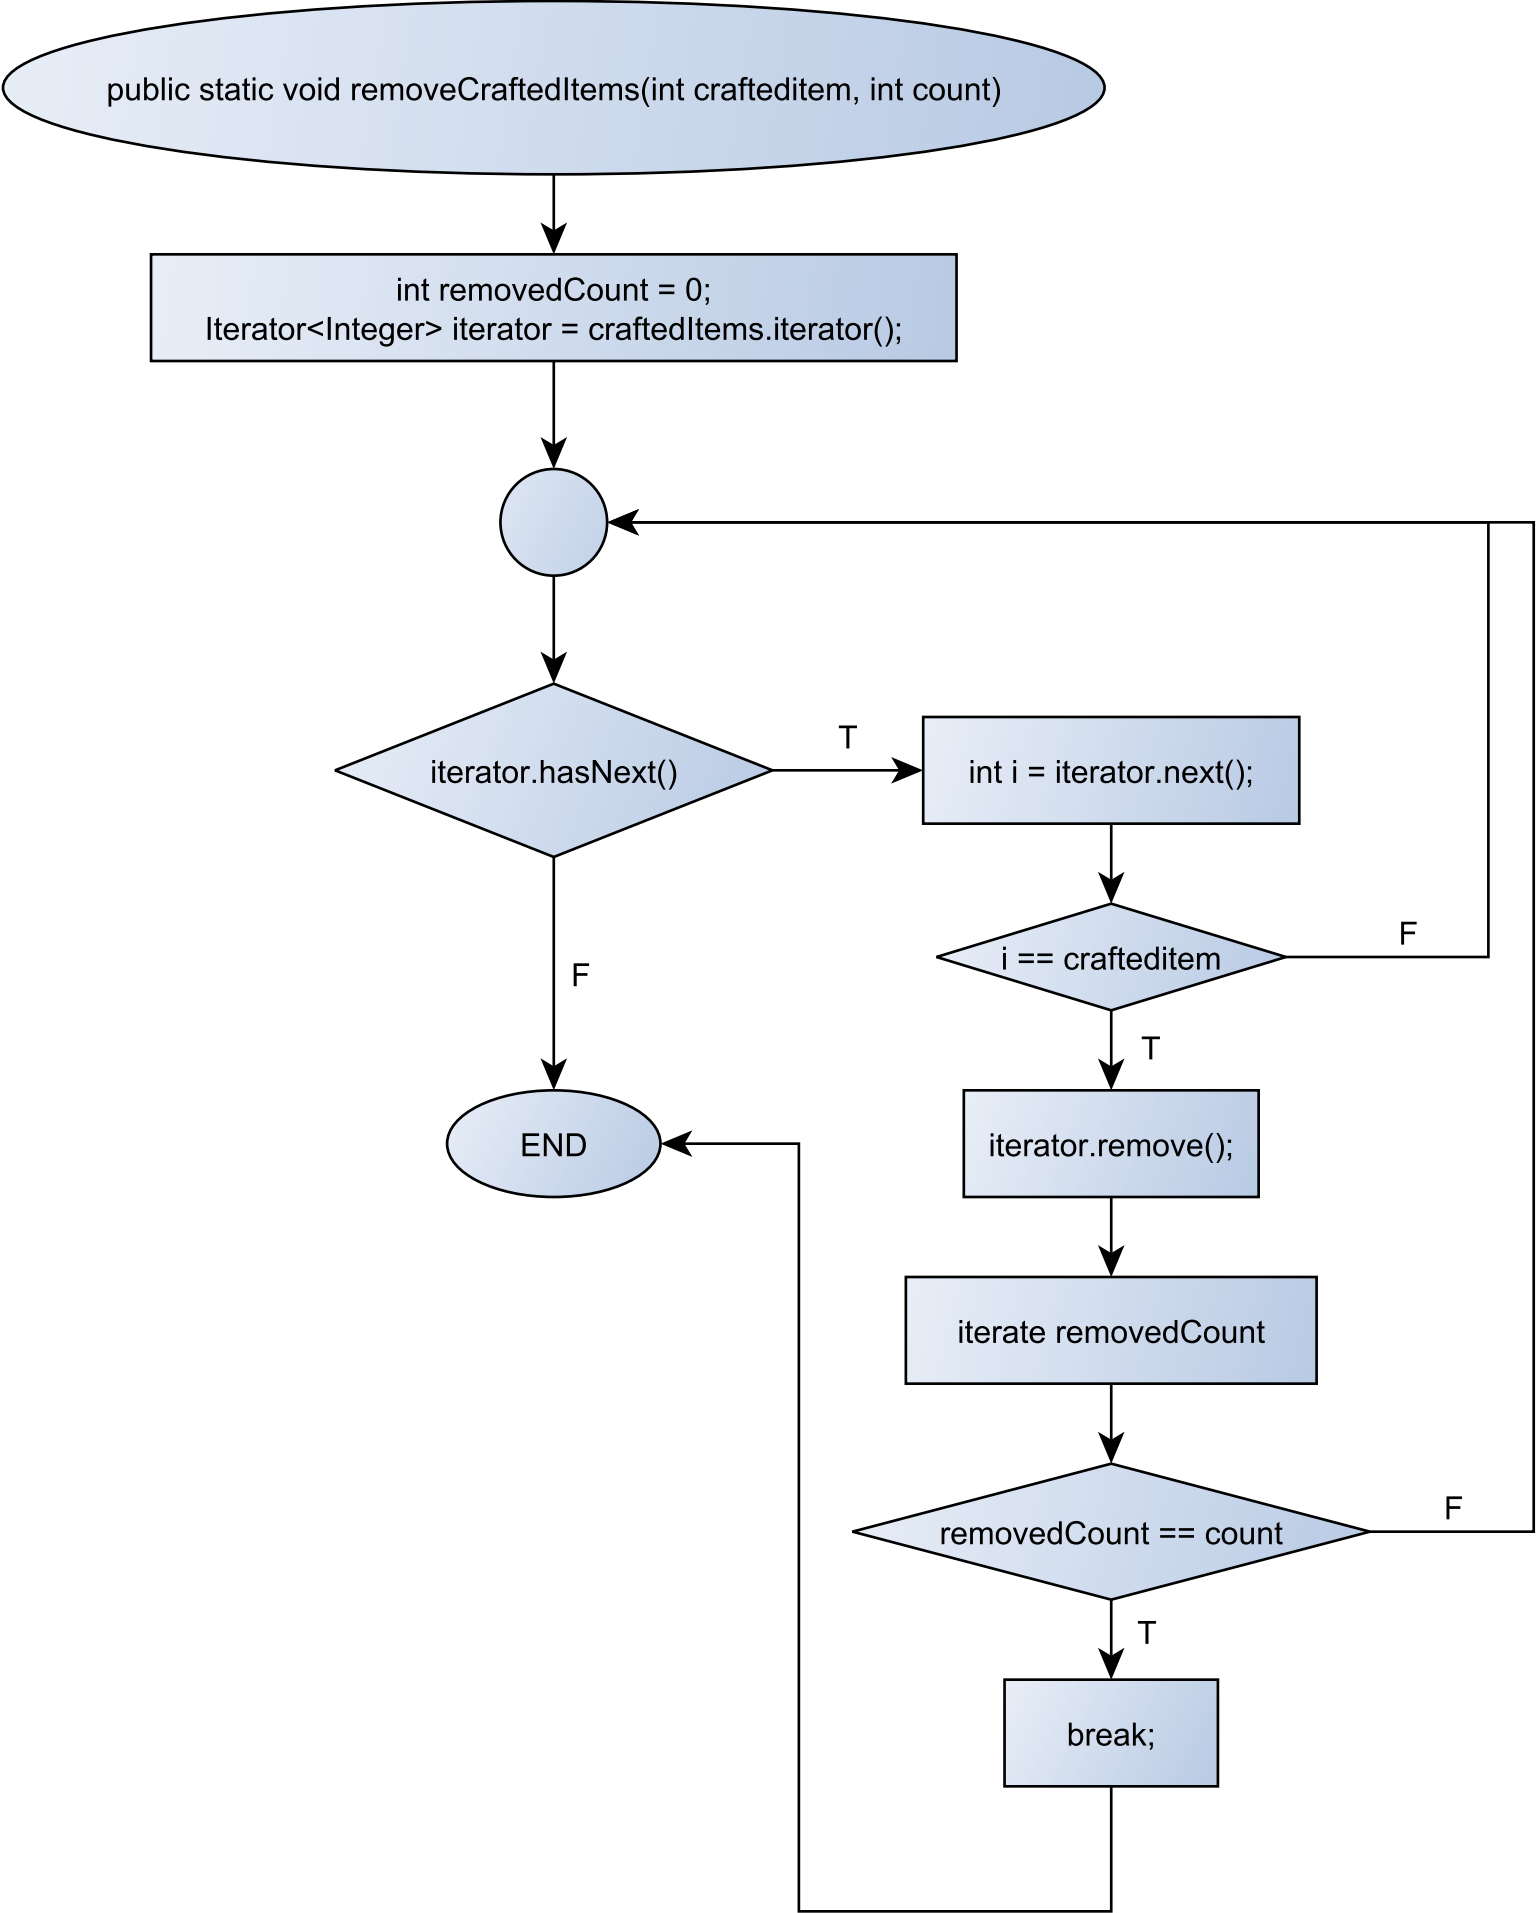 public static void removeCraftedItems(int crafteditem, int count)
int removedCount = 0;
Iterator<Integer> iterator = craftedItems.iterator();
iterator.hasNext()
T
int i = iterator.next();
i == crafteditem
F
F
T
END
iterator.remove();
iterate removedCount
removedCount == count
F
T
break;